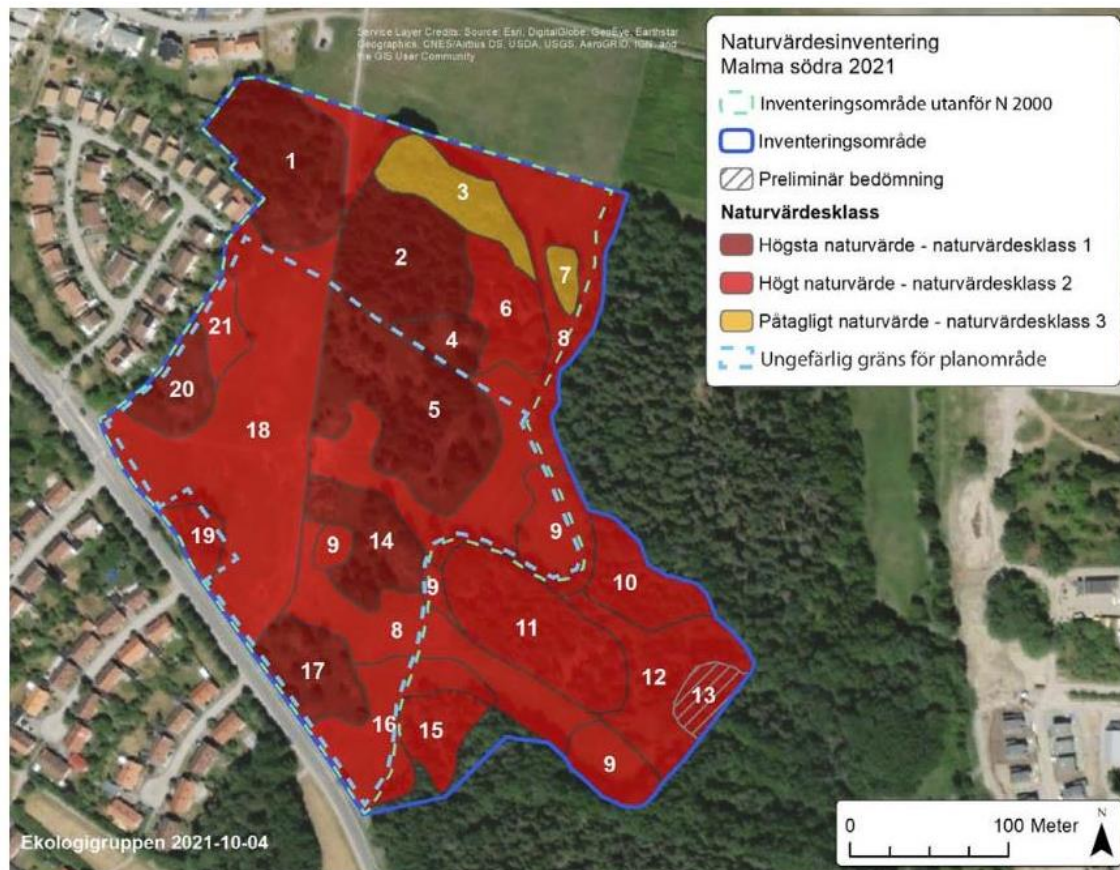 Service Layer Credits: Source: Esri, DigitalGlobe, GeoEye, Earthstar
Geographics, CNES/Airbus DS, USDA, USGS, AeroGRID, IGN, and
the GIS User Community
Naturvärdesinventering
Malma södra 2021
Inventeringsområde utanför N 2000
Inventeringsområde
Preliminär bedömning
Naturvärdesklass
Högsta naturvärde - naturvärdesklass 1
Högt naturvärde - naturvärdesklass 2
Påtagligt naturvärde - naturvärdesklass 3
Ungefärlig gräns för planområde
1
3
2
7
6
21
4
8
20
5
18
19
9
14
9
10
9
11
8
12
17
13
16
15
9
Ekologigruppen 2021-10-04
0
100 Meter
N